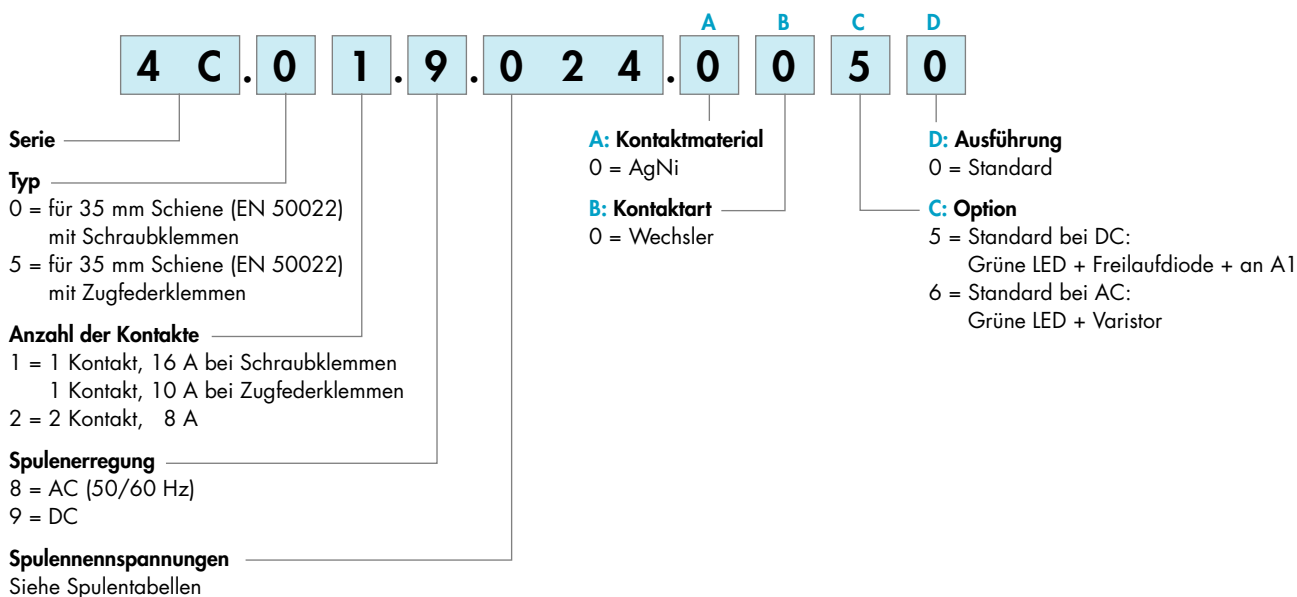 A B C D
4 C . 0 1 . 9 . 0 2 4 . 0 0 5 0
Serie
Typ
0 = für 35 mm Schiene (EN 50022)
mit Schraubklemmen
5 = für 35 mm Schiene (EN 50022)
mit Zugfederklemmen
Anzahl der Kontakte
1 = 1 Kontakt, 16 A bei Schraubklemmen
1 Kontakt, 10 A bei Zugfederklemmen
2 = 2 Kontakt, 8 A
Spulenerregung
8 = AC (50/60 Hz)
9 = DC
Spulennennspannungen
Siehe Spulentabellen
A: Kontaktmaterial
0 = AgNi
B: Kontaktart
0 = Wechsler
D: Ausführung
0 = Standard
C: Option
5 = Standard bei DC:
Grüne LED + Freilaufdiode + an A1
6 = Standard bei AC:
Grüne LED + Varistor